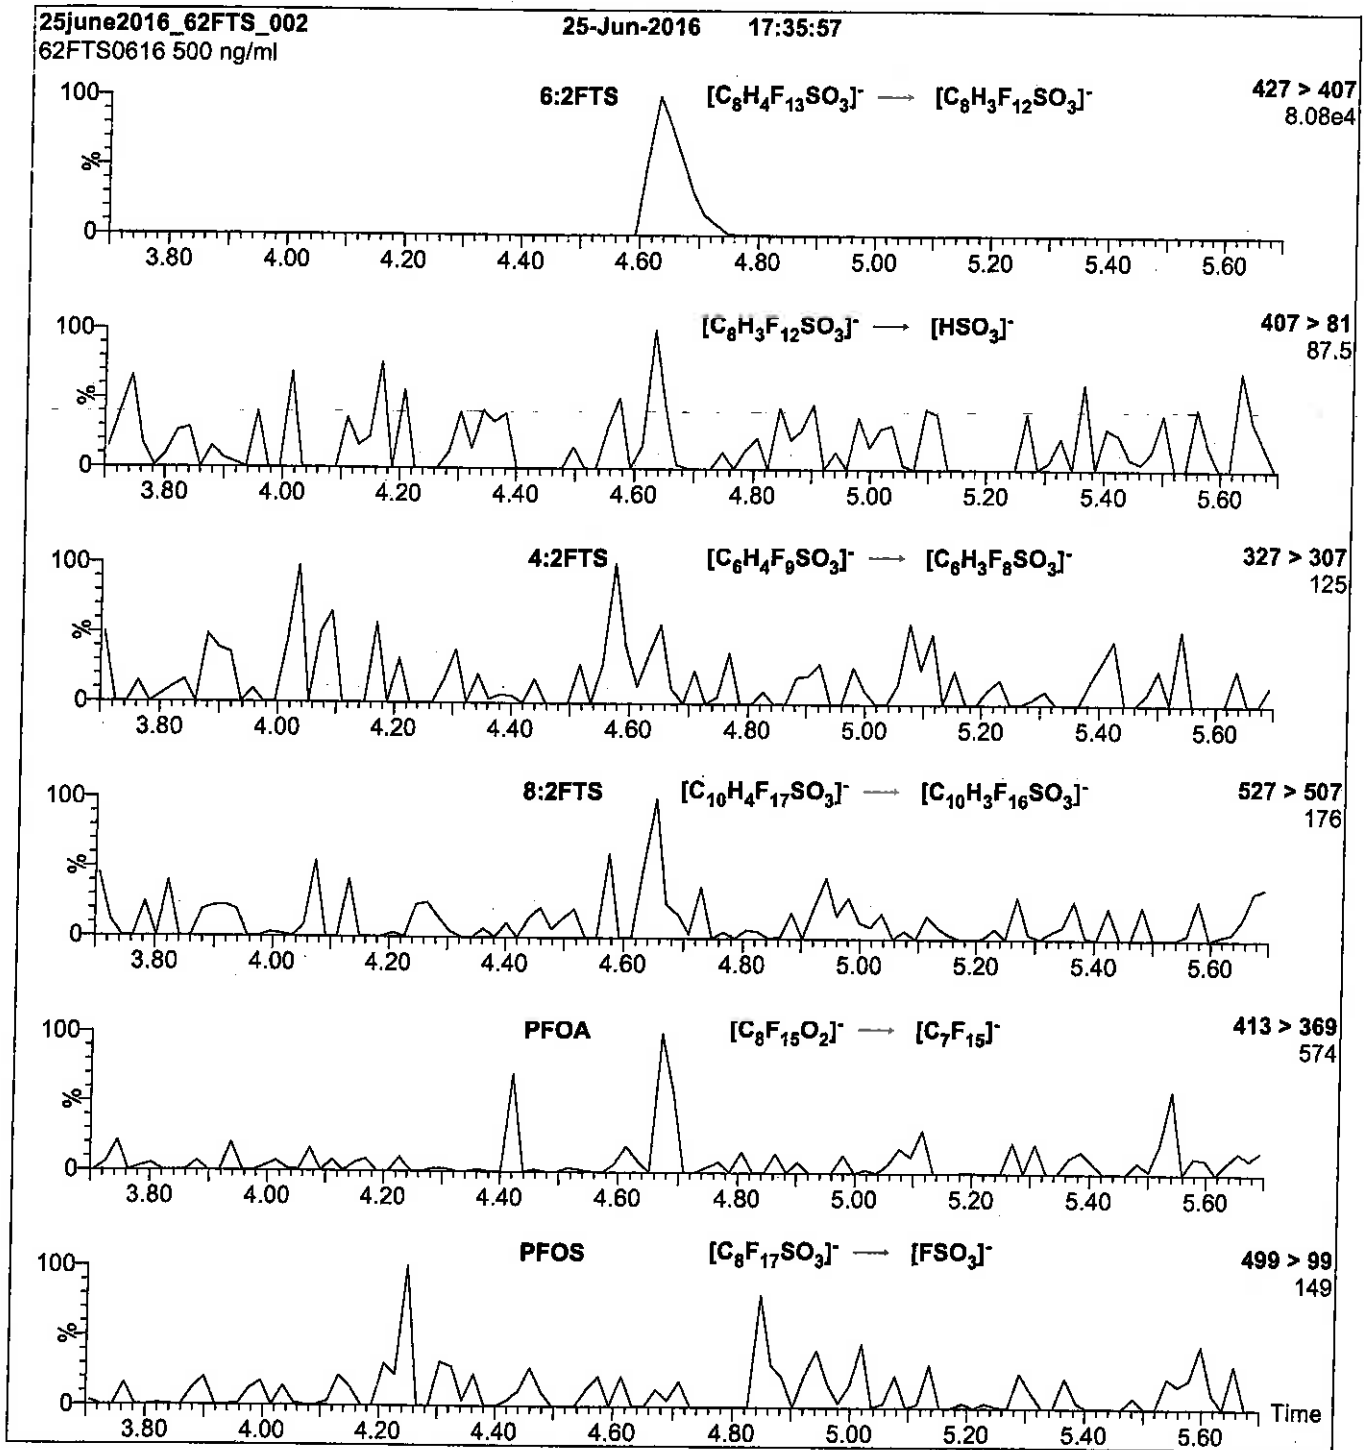 25june2016_62FTS_002 25-Jun-2016 17:35:57
62FTS0616 500 ng/ml
6:2FTS [C₈H₄F₁₃SO₃]⁻ → [C₈H₃F₁₂SO₃]⁻ 427 > 407
8.08e4
100
%
0
3.80 4.00 4.20 4.40 4.60 4.80 5.00 5.20 5.40 5.60
[C₈H₃F₁₂SO₃]⁻ → [HSO₃]⁻ 407 > 81
87.5
100
%
0
3.80 4.00 4.20 4.40 4.60 4.80 5.00 5.20 5.40 5.60
4:2FTS [C₆H₄F₉SO₃]⁻ → [C₆H₃F₈SO₃]⁻ 327 > 307
125
100
%
0
3.80 4.00 4.20 4.40 4.60 4.80 5.00 5.20 5.40 5.60
8:2FTS [C₁₀H₄F₁₇SO₃]⁻ → [C₁₀H₃F₁₆SO₃]⁻ 527 > 507
176
100
%
0
3.80 4.00 4.20 4.40 4.60 4.80 5.00 5.20 5.40 5.60
PFOA [C₈F₁₅O₂]⁻ → [C₇F₁₅]⁻ 413 > 369
574
100
%
0
3.80 4.00 4.20 4.40 4.60 4.80 5.00 5.20 5.40 5.60
PFOS [C₈F₁₇SO₃]⁻ → [FSO₃]⁻ 499 > 99
149
100
%
0
Time
3.80 4.00 4.20 4.40 4.60 4.80 5.00 5.20 5.40 5.60